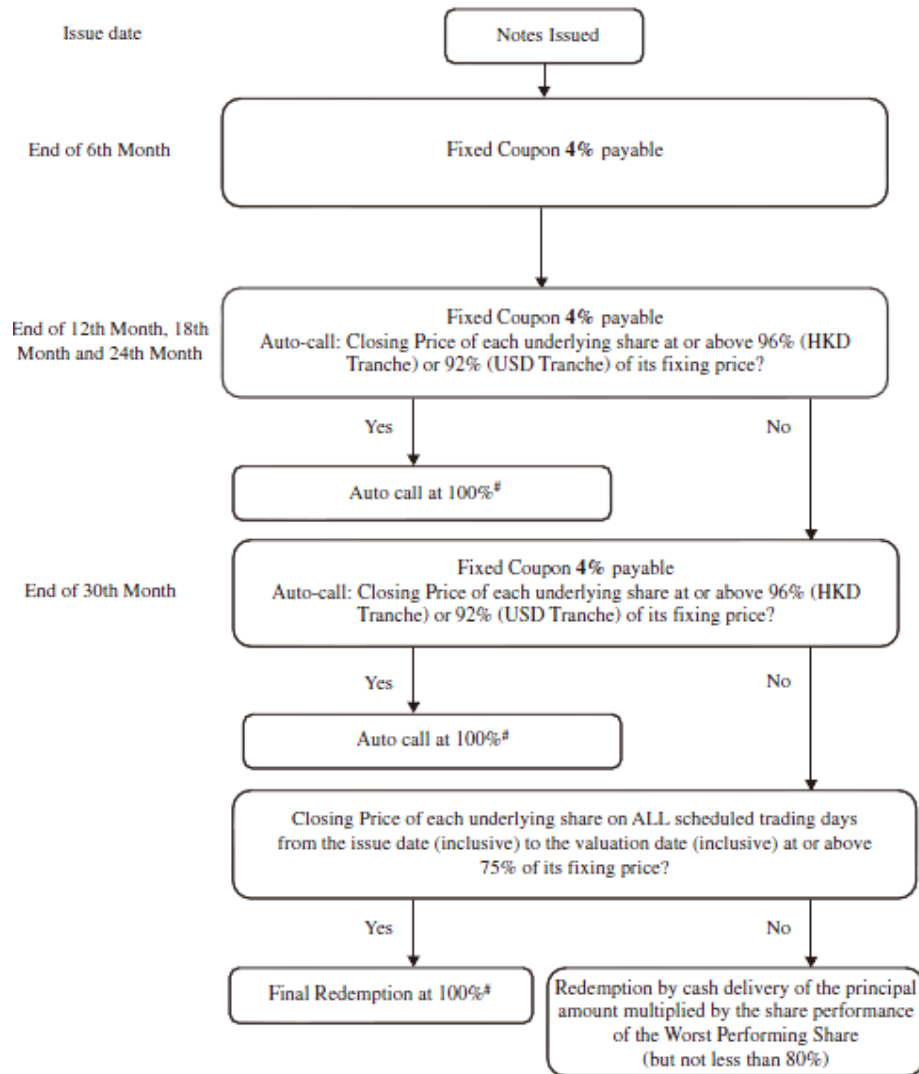 Issue date
Notes Issued
End of 6th Month
Fixed Coupon 4% payable
End of 12th Month, 18th
Month and 24th Month
Fixed Coupon 4% payable
Auto-call: Closing Price of each underlying share at or above 96% (HKD
Tranche) or 92% (USD Tranche) of its fixing price?
Yes
No
Auto call at 100%#
End of 30th Month
Fixed Coupon 4% payable
Auto-call: Closing Price of each underlying share at or above 96% (HKD
Tranche) or 92% (USD Tranche) of its fixing price?
Yes
No
Auto call at 100%#
Closing Price of each underlying share on ALL scheduled trading days
from the issue date (inclusive) to the valuation date (inclusive) at or above
75% of its fixing price?
Yes
No
Final Redemption at 100%#
Redemption by cash delivery of the principal
amount multiplied by the share performance
of the Worst Performing Share
(but not less than 80%)